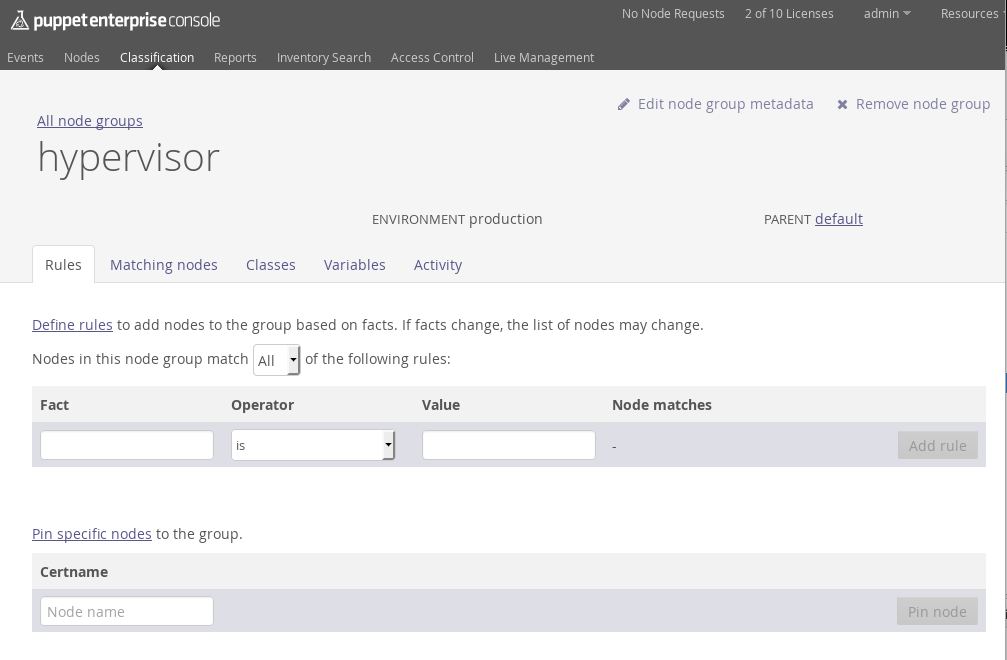 puppet enterprise console
No Node Requests 2 of 10 Licenses admin Resources
Events Nodes Classification Reports Inventory Search Access Control Live Management
Edit node group metadata Remove node group
All node groups
hypervisor
ENVIRONMENT production PARENT default
Rules Matching nodes Classes Variables Activity
Define rules to add nodes to the group based on facts. If facts change, the list of nodes may change.
Nodes in this node group match All of the following rules:
Fact Operator Value Node matches
is - Add rule
Pin specific nodes to the group.
Certname
Node name Pin node